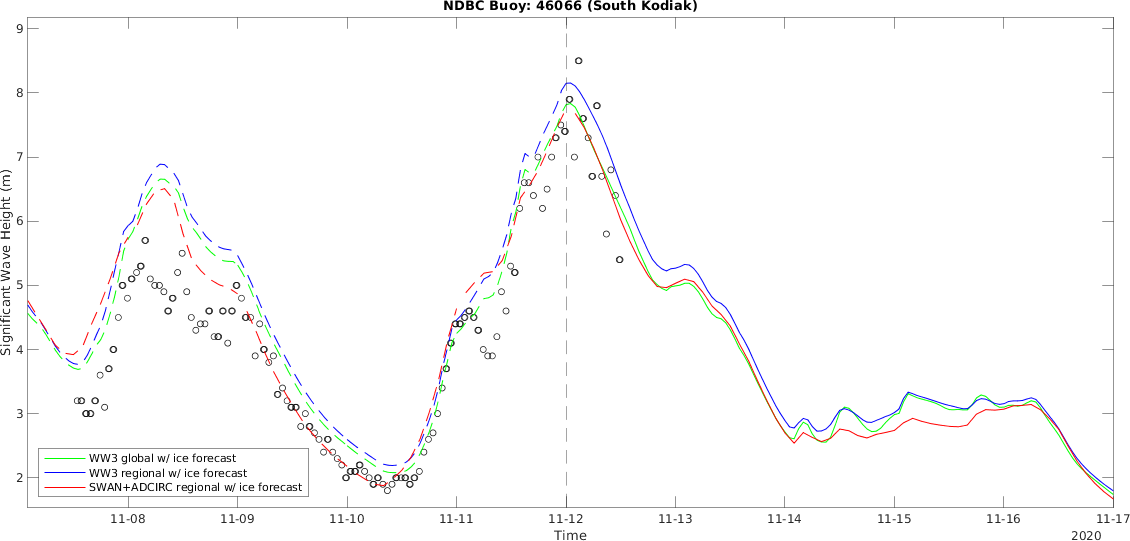 NDBC Buoy: 46066 (South Kodiak)
9
8
7
6
5
4
3
2
Significant Wave Height (m)
WW3 global w/ ice forecast
WW3 regional w/ ice forecast
SWAN+ADCIRC regional w/ ice forecast
11-08 11-09 11-10 11-11 11-12 11-13 11-14 11-15 11-16 11-17
Time
2020